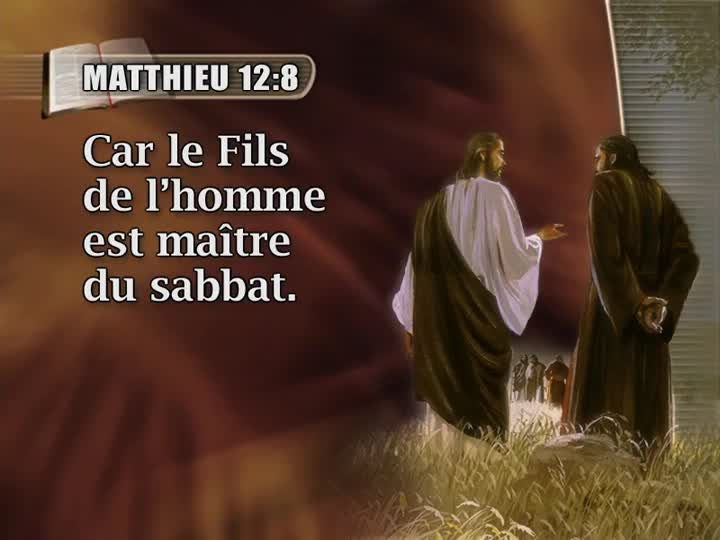 MATTHIEU 12:8
Car le Fils
de l’homme
est maître
du sabbat.